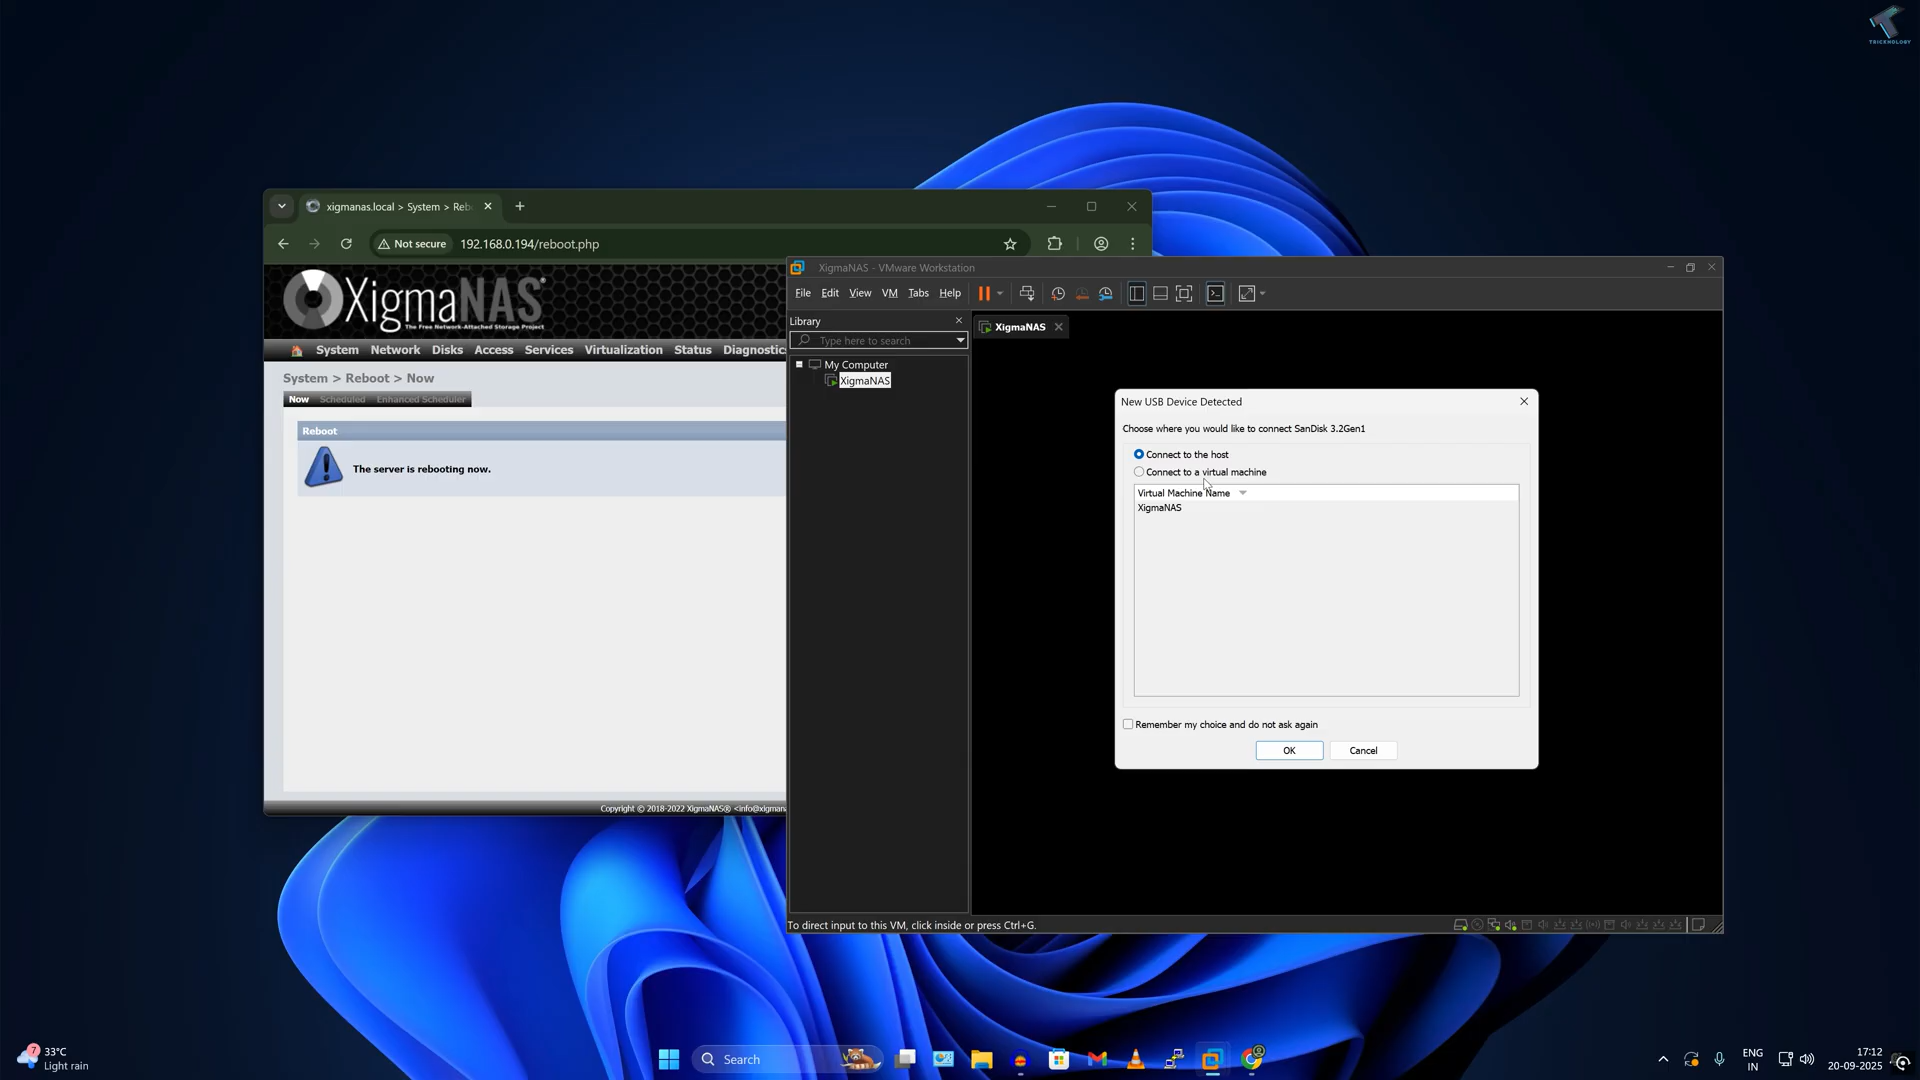 TRICKNOLOGY
xigmanas.local > System > Reb
Not secure
192.168.0.194/reboot.php
XigmaNAS®
The Free Network-Attached Storage Project
System Network Disks Access Services Virtualization Status Diagnostics
System > Reboot > Now
Now Scheduled Enhanced Scheduler
Reboot
The server is rebooting now.
Copyright © 2018-2022 XigmaNAS® <info@xigmana
XigmaNAS - VMware Workstation
File Edit View VM Tabs Help
Library
Type here to search
My Computer
XigmaNAS
XigmaNAS
New USB Device Detected
Choose where you would like to connect SanDisk 3.2Gen1
Connect to the host
Connect to a virtual machine
Virtual Machine Name
XigmaNAS
Remember my choice and do not ask again
OK Cancel
To direct input to this VM, click inside or press Ctrl+G.
7
33°C
Light rain
Search
ENG
IN
17:12
20-09-2025